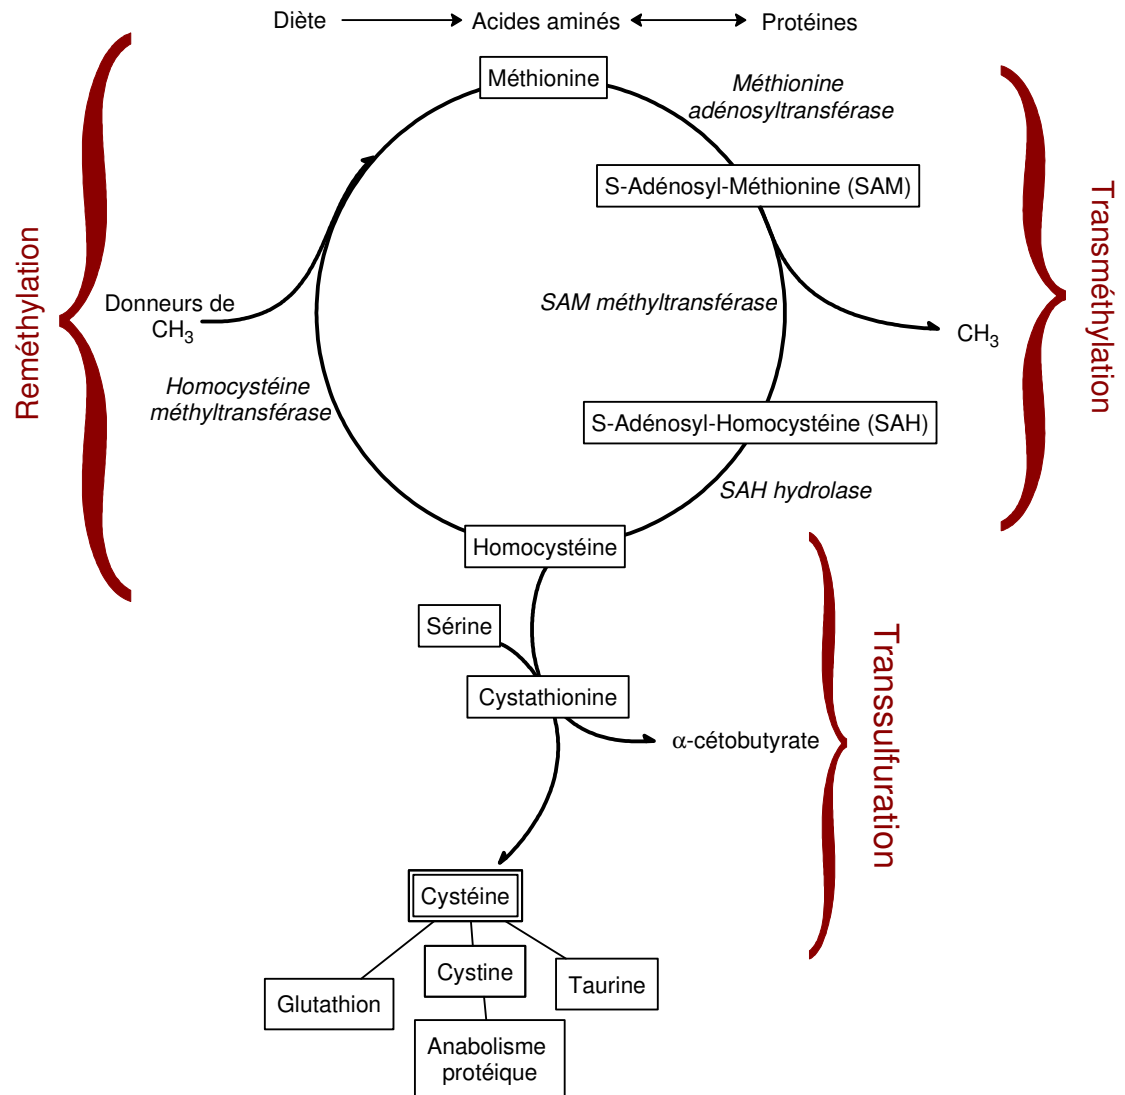 Diète Acides aminés Protéines
Méthionine
Méthionine
adénosyltransférase
S-Adénosyl-Méthionine (SAM)
Transméthylation
Reméthylation
SAM méthyltransférase
Donneurs de
CH₃
CH₃
Homocystéine
méthyltransférase
S-Adénosyl-Homocystéine (SAH)
SAH hydrolase
Homocystéine
Sérine
Transsulfuration
Cystathionine
α-cétobutyrate
Cystéine
Cystine
Taurine
Glutathion
Anabolisme
protéique